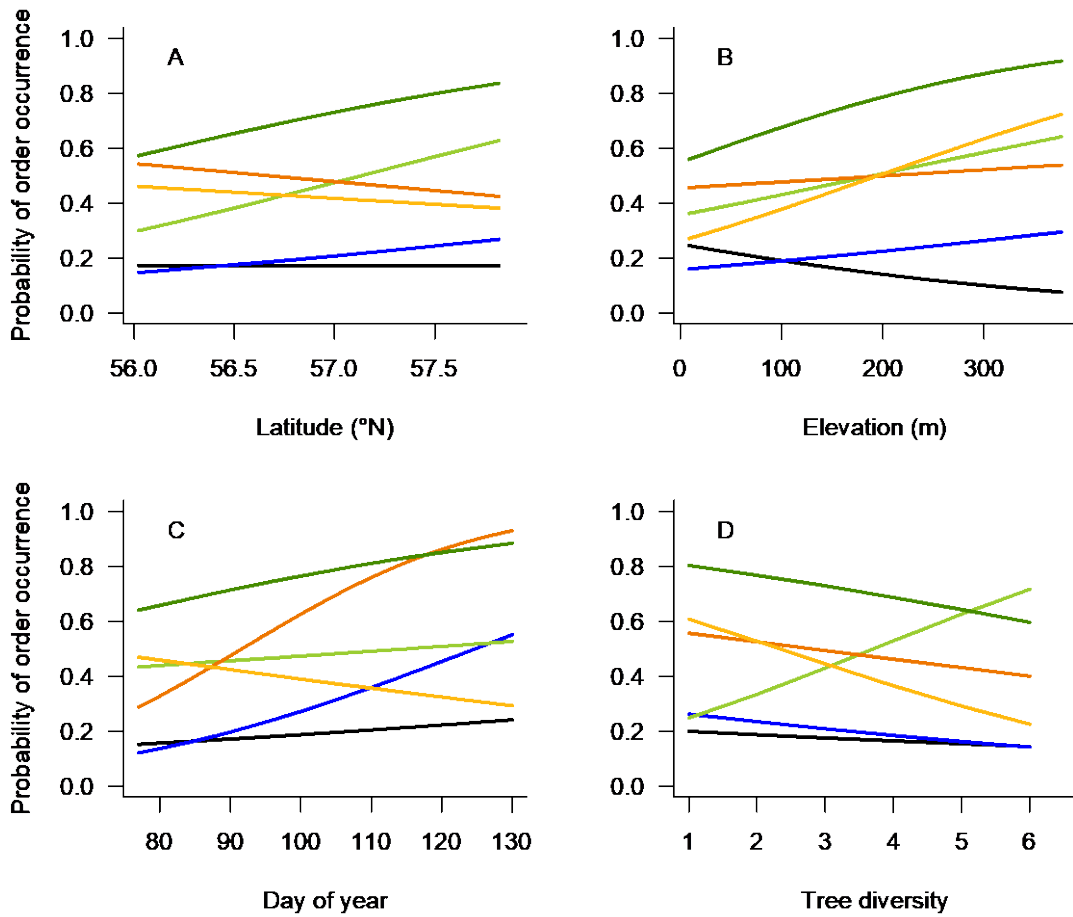 A
Probability of order occurrence
1.0
0.8
0.6
0.4
0.2
0.0
56.0 56.5 57.0 57.5
Latitude (°N)
B
1.0
0.8
0.6
0.4
0.2
0.0
0 100 200 300
Elevation (m)
C
Probability of order occurrence
1.0
0.8
0.6
0.4
0.2
0.0
80 90 100 110 120 130
Day of year
D
1.0
0.8
0.6
0.4
0.2
0.0
1 2 3 4 5 6
Tree diversity